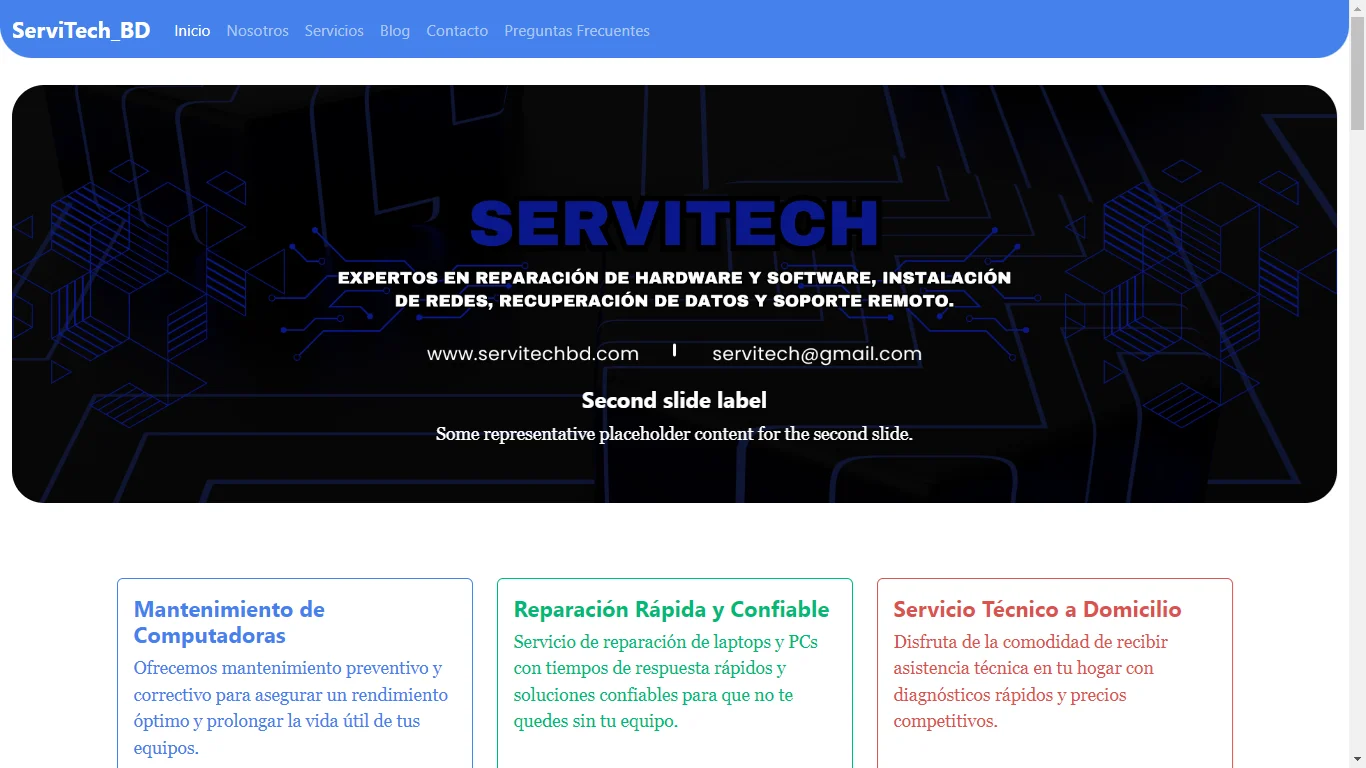 ServiTech_BD Inicio Nosotros Servicios Blog Contacto Preguntas Frecuentes
SERVITECH
EXPERTOS EN REPARACIÓN DE HARDWARE Y SOFTWARE, INSTALACIÓN
DE REDES, RECUPERACIÓN DE DATOS Y SOPORTE REMOTO.
www.servitechbd.com servitech@gmail.com
Second slide label
Some representative placeholder content for the second slide.
Mantenimiento de
Computadoras
Ofrecemos mantenimiento preventivo y
correctivo para asegurar un rendimiento
óptimo y prolongar la vida útil de tus
equipos.
Reparación Rápida y Confiable
Servicio de reparación de laptops y PCs
con tiempos de respuesta rápidos y
soluciones confiables para que no te
quedes sin tu equipo.
Servicio Técnico a Domicilio
Disfruta de la comodidad de recibir
asistencia técnica en tu hogar con
diagnósticos rápidos y precios
competitivos.